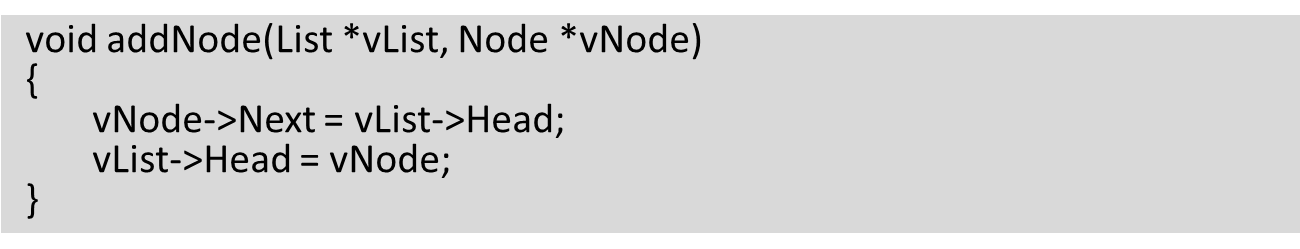 void addNode(List *vList, Node *vNode)
{
vNode->Next = vList->Head;
vList->Head = vNode;
}